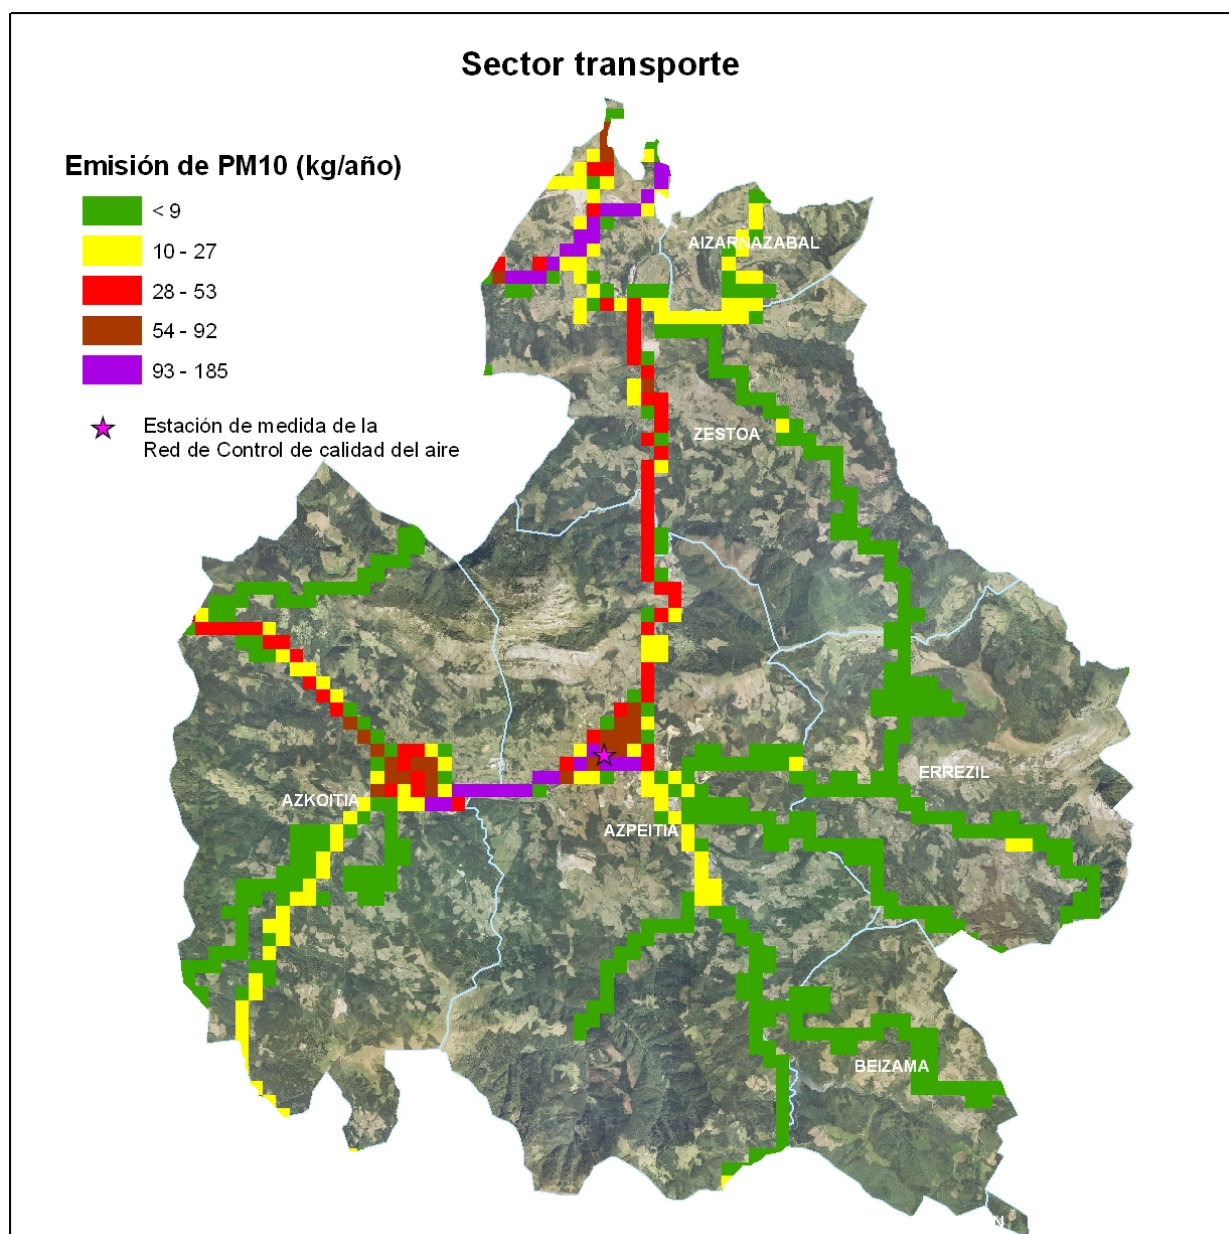 Sector transporte
Emisión de PM10 (kg/año)
< 9
10 - 27
28 - 53
54 - 92
93 - 185
Estación de medida de la
Red de Control de calidad del aire
AIZARNAZABAL
ZESTOA
ERREZIL
AZKOITIA
AZPEITIA
BEIZAMA